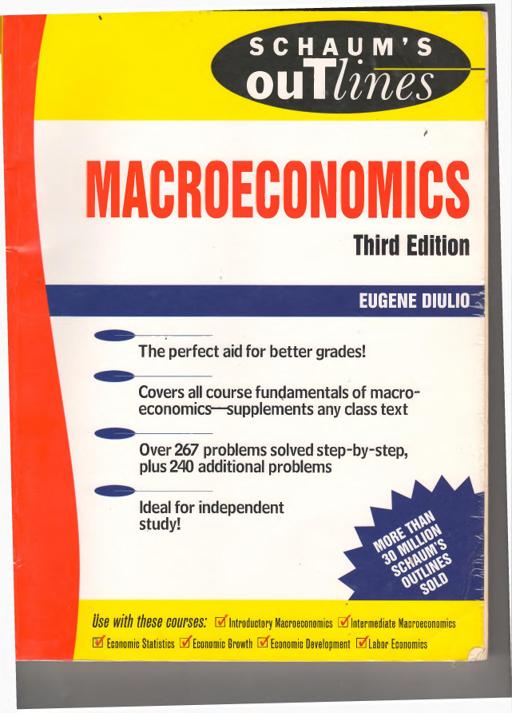 SCHAUM'S
ouTlines
MACROECONOMICS
Third Edition
EUGENE DIULIO
The perfect aid for better grades!
Covers all course fundamentals of macro-
economics—supplements any class text
Over 267 problems solved step-by-step,
plus 240 additional problems
Ideal for independent
study!
MORE THAN
30 MILLION
SCHAUM'S
OUTLINES
SOLD
Use with these courses: ☑ Introductory Macroeconomics ☑ Intermediate Macroeconomics
☑ Economic Statistics ☑ Economic Growth ☑ Economic Development ☑ Labor Economics